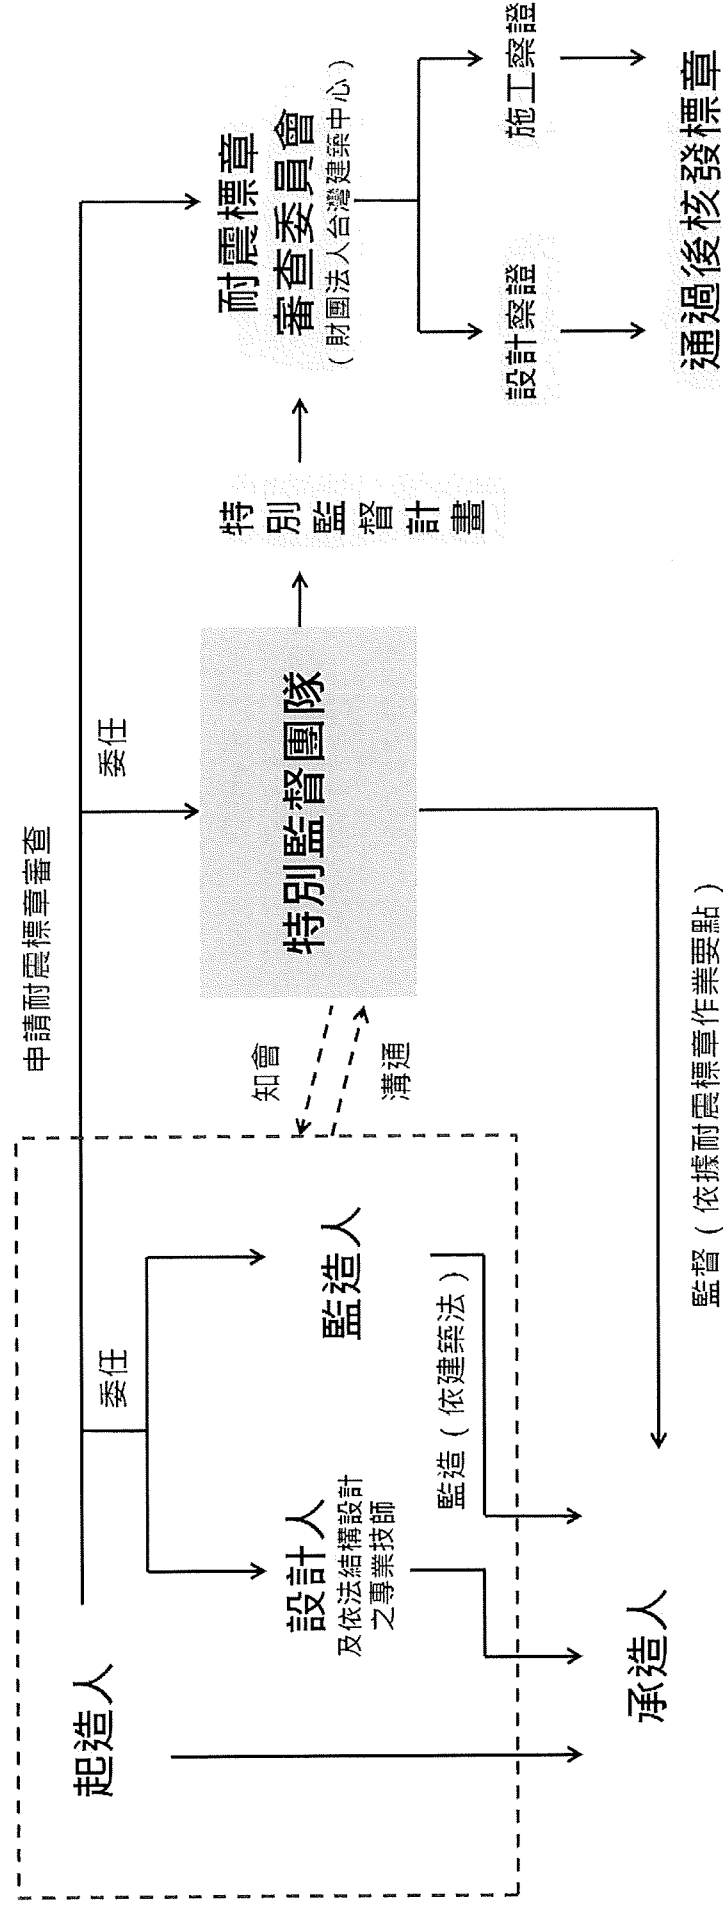 申請耐震標章審查
起造人
委任
設計人
及依法結構設計
之專業技師
監造人
監造（依建築法）
承造人
知會
溝通
委任
特別監督團隊
監督（依據耐震標章作業要點）
特別監督計畫
耐震標章
審查委員會
（財團法人台灣建築中心）
設計察證
施工察證
通過後核發標章